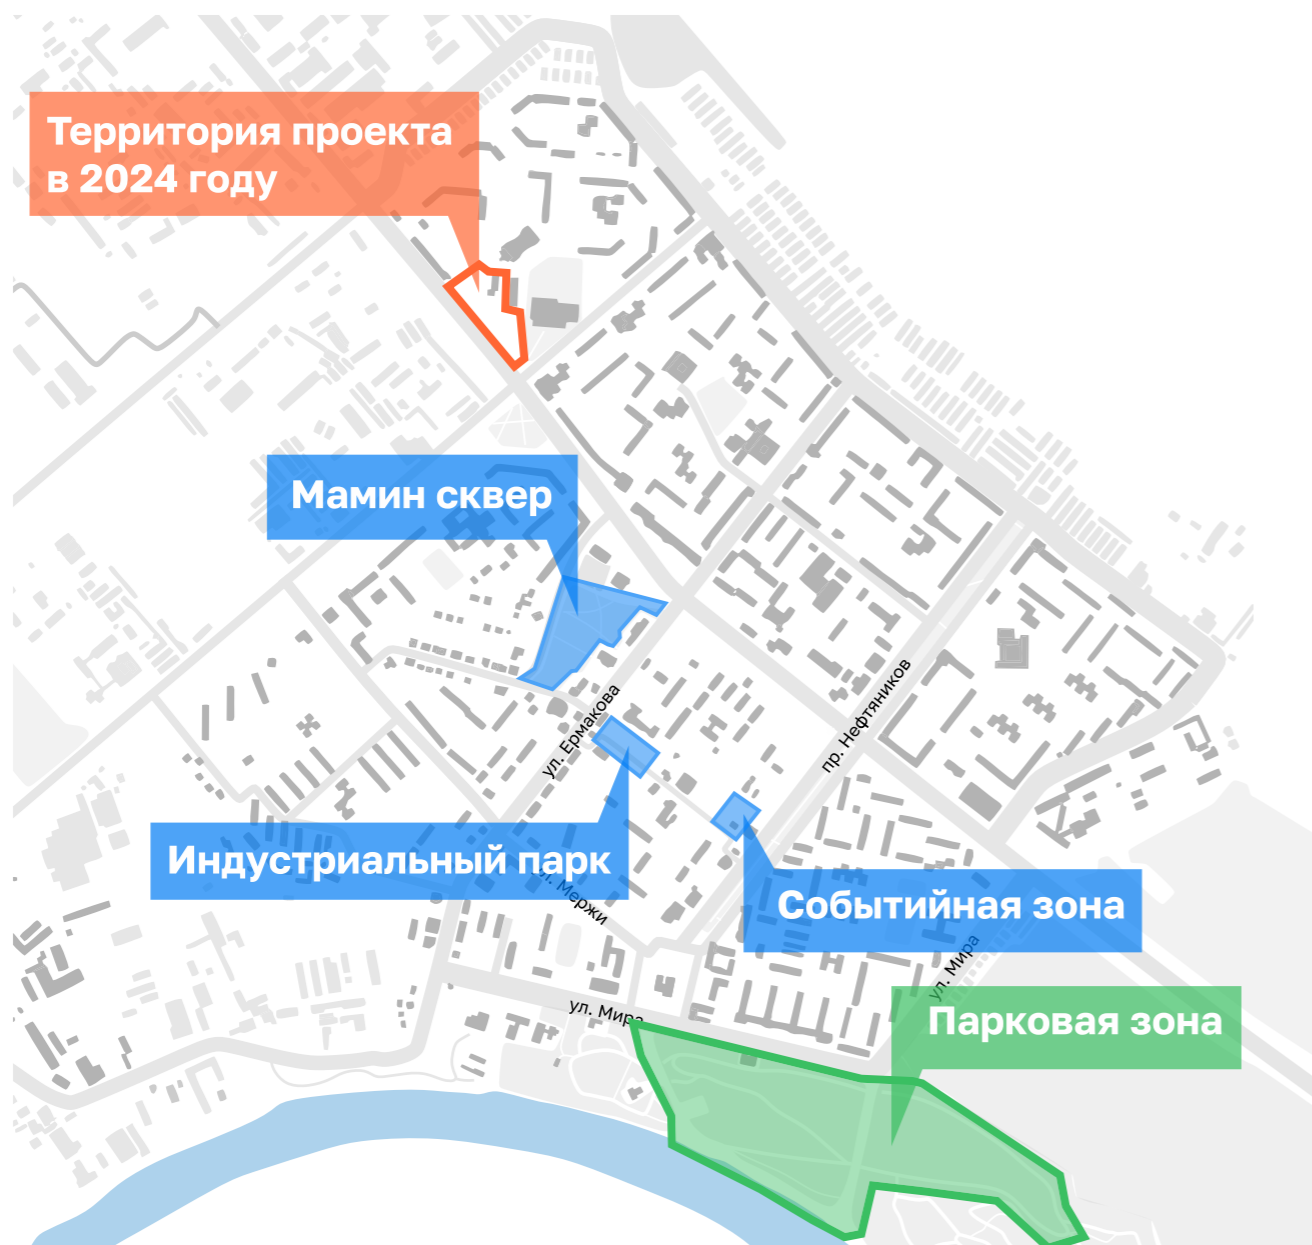 Территория проекта
в 2024 году
Мамин сквер
ул. Ермакова
пр. Нефтяников
Индустриальный парк
ул. Мержи
Событийная зона
ул. Мира
ул. Мира
Парковая зона